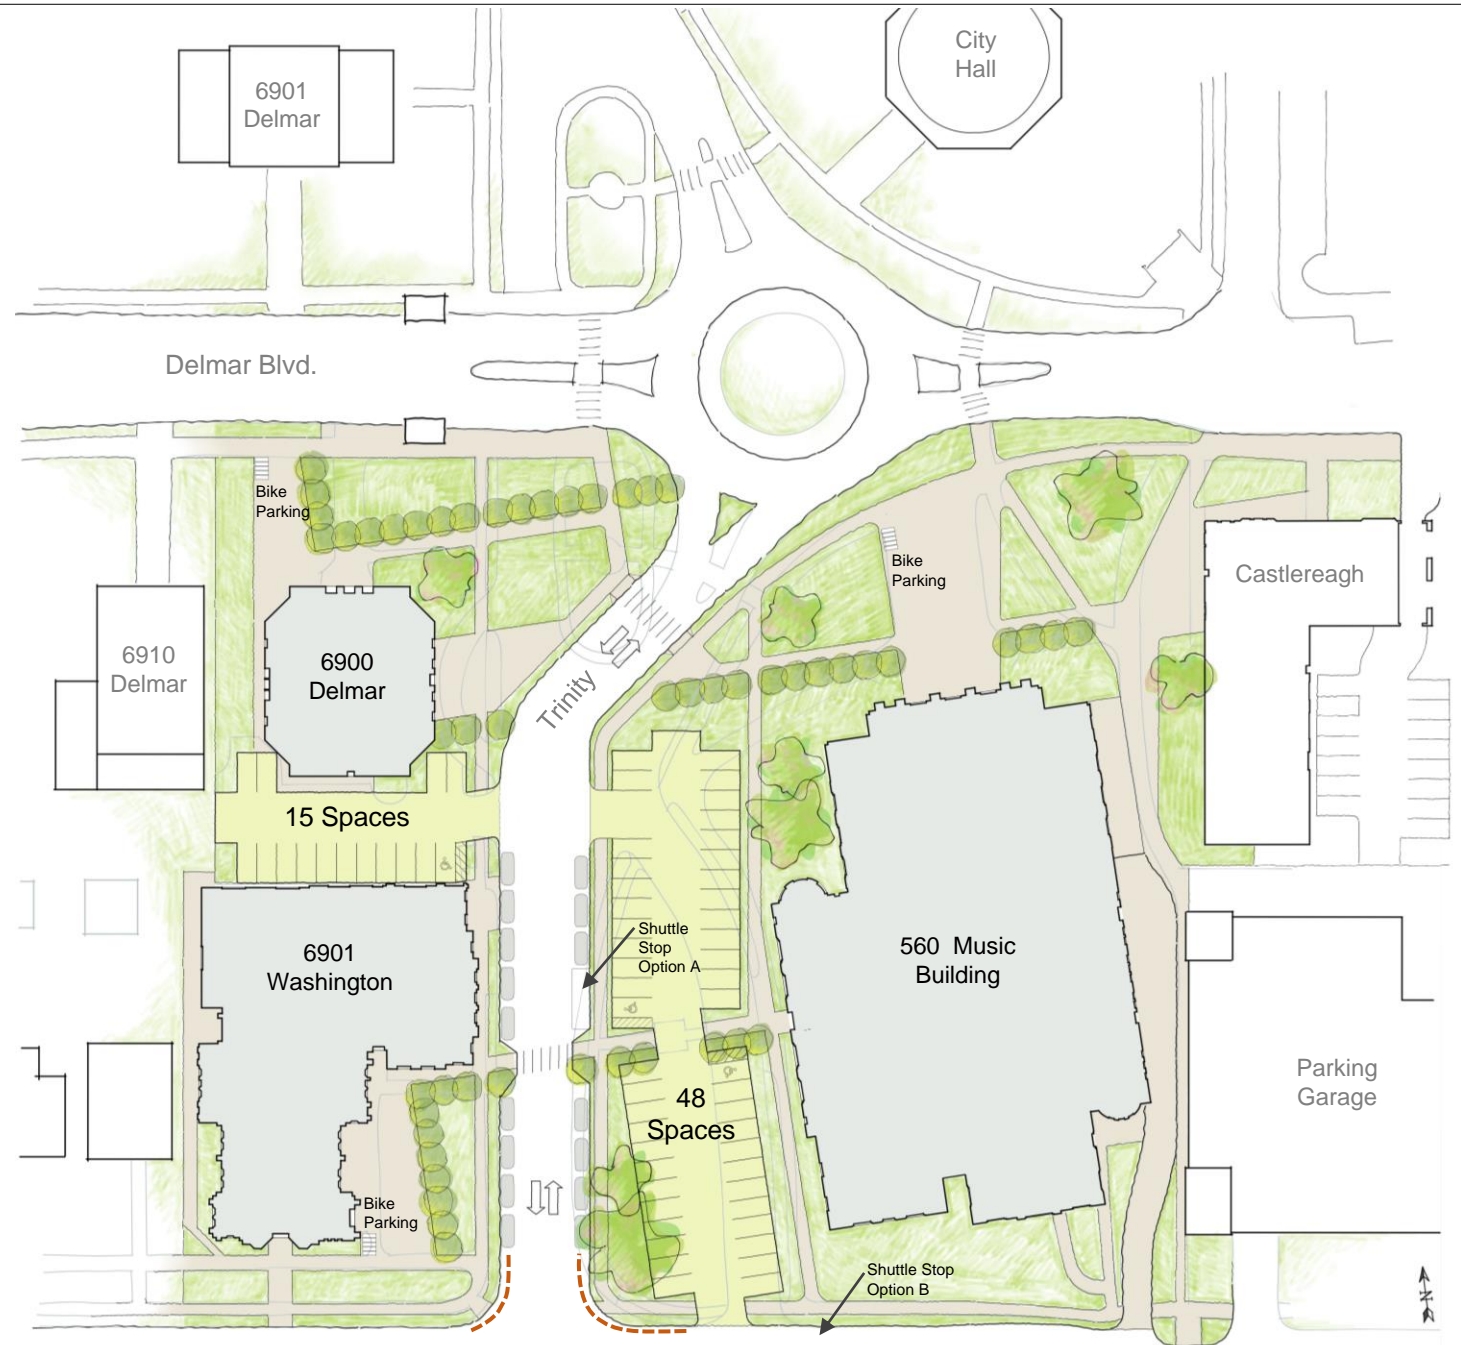 City
Hall
6901
Delmar
Delmar Blvd.
Bike
Parking
Bike
Parking
Castlereagh
6910
Delmar
6900
Delmar
Trinity
15 Spaces
Shuttle
Stop
Option A
6901
Washington
560 Music
Building
48
Spaces
Parking
Garage
Bike
Parking
Shuttle Stop
Option B
N